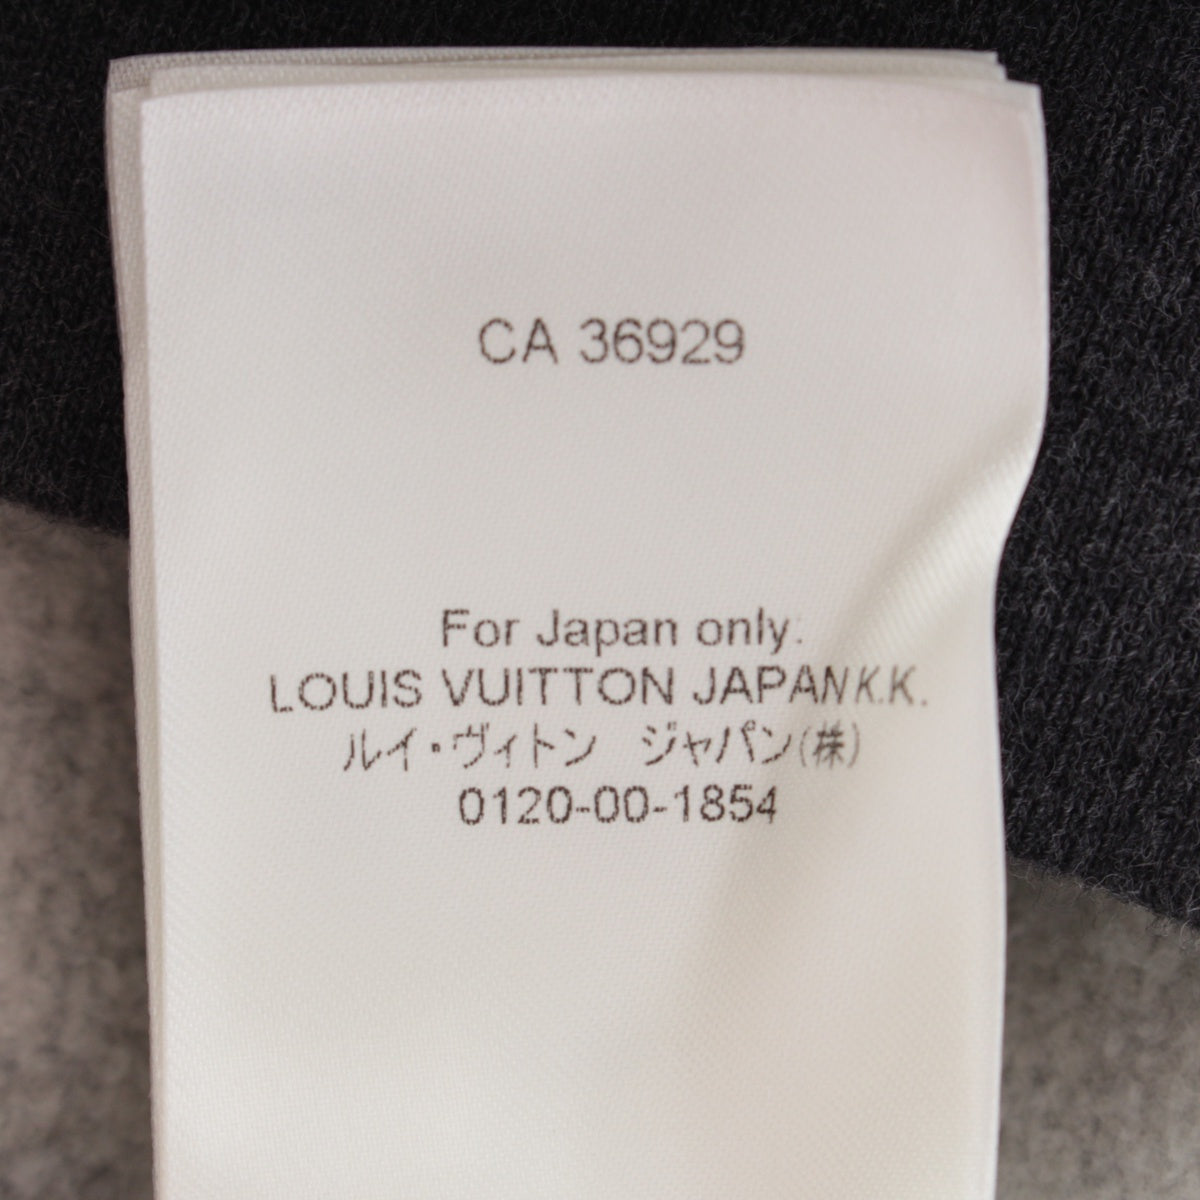 CA 36929
For Japan only:
LOUIS VUITTON JAPAN K.K.
ルイ・ヴィトン　ジャパン(株)
0120-00-1854